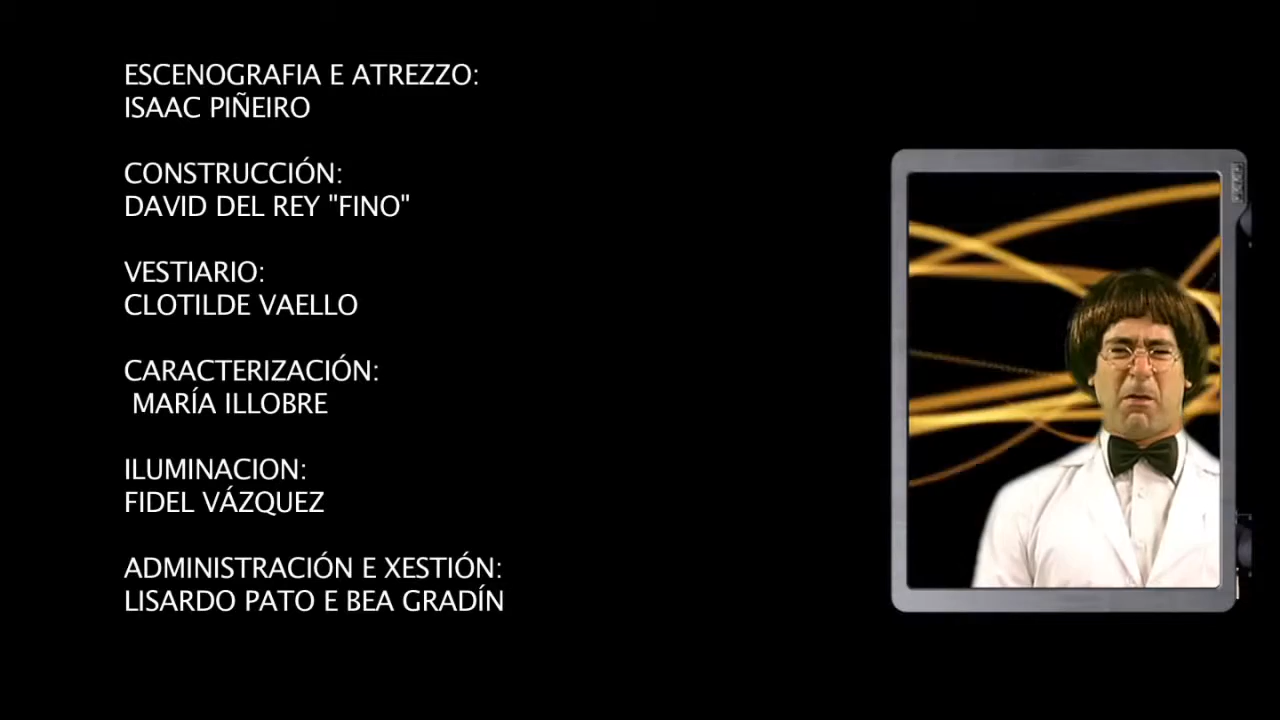 ESCENOGRAFIA E ATREZZO:
ISAAC PIÑEIRO
CONSTRUCCIÓN:
DAVID DEL REY "FINO"
VESTIARIO:
CLOTILDE VAELLO
CARACTERIZACIÓN:
MARÍA ILLOBRE
ILUMINACION:
FIDEL VÁZQUEZ
ADMINISTRACIÓN E XESTIÓN:
LISARDO PATO E BEA GRADÍN